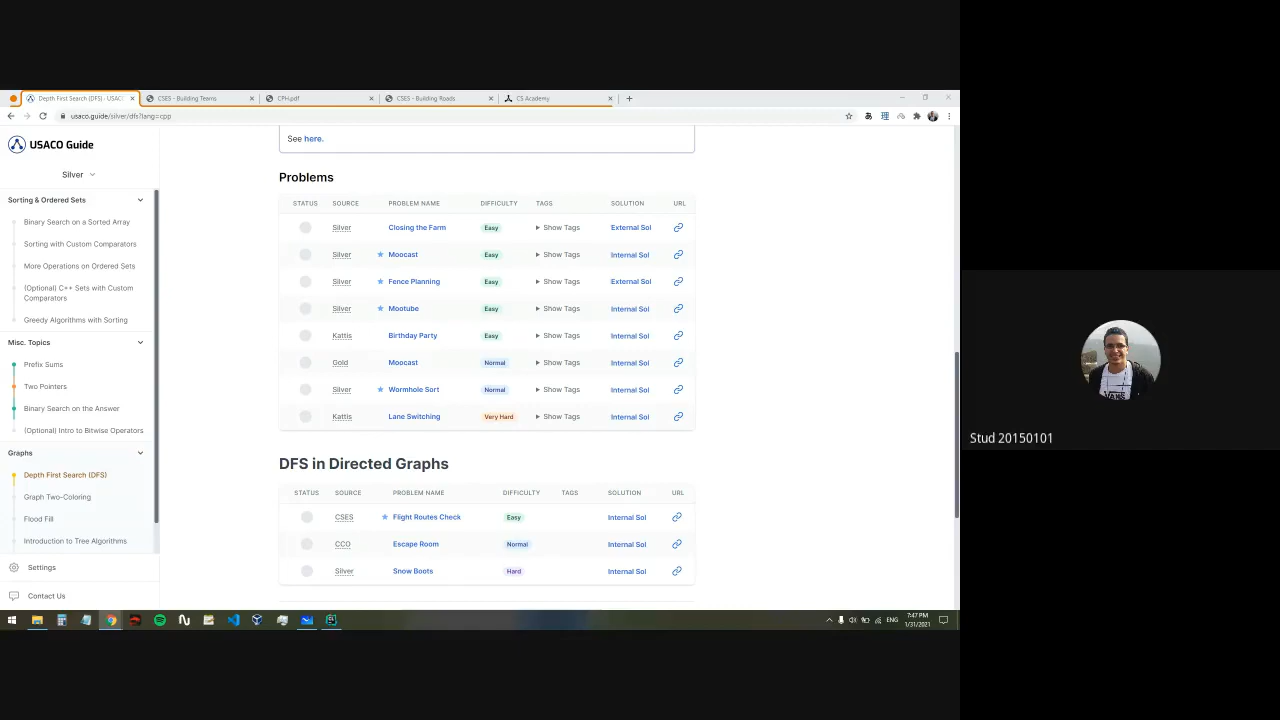 Depth First Search (DFS) · USAC
CSES - Building Teams
CPH.pdf
CSES - Building Roads
CS Academy
usaco.guide/silver/dfs?lang=cpp
USACO Guide
Silver
Sorting & Ordered Sets
Binary Search on a Sorted Array
Sorting with Custom Comparators
More Operations on Ordered Sets
(Optional) C++ Sets with Custom
Comparators
Greedy Algorithms with Sorting
Misc. Topics
Prefix Sums
Two Pointers
Binary Search on the Answer
(Optional) Intro to Bitwise Operators
Graphs
Depth First Search (DFS)
Graph Two-Coloring
Flood Fill
Introduction to Tree Algorithms
Settings
Contact Us
See here.
Problems
STATUS SOURCE PROBLEM NAME DIFFICULTY TAGS SOLUTION URL
Silver Closing the Farm Easy Show Tags External Sol
Silver Moocast Easy Show Tags Internal Sol
Silver Fence Planning Easy Show Tags External Sol
Silver Mootube Easy Show Tags Internal Sol
Kattis Birthday Party Easy Show Tags Internal Sol
Gold Moocast Normal Show Tags Internal Sol
Silver Wormhole Sort Normal Show Tags Internal Sol
Kattis Lane Switching Very Hard Show Tags Internal Sol
DFS in Directed Graphs
STATUS SOURCE PROBLEM NAME DIFFICULTY TAGS SOLUTION URL
CSES Flight Routes Check Easy Internal Sol
CCO Escape Room Normal Internal Sol
Silver Snow Boots Hard Internal Sol
ENG
7:47 PM
1/31/2021
Stud 20150101